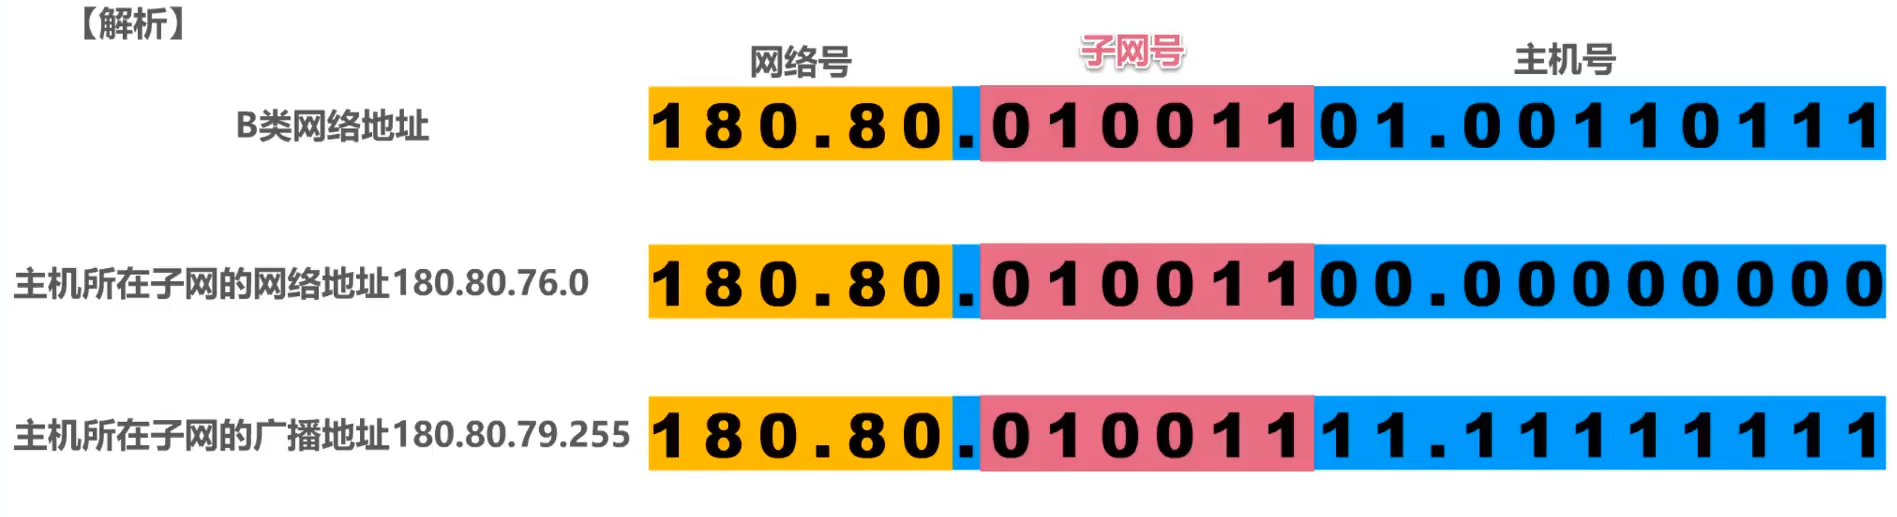 【解析】
网络号 子网号 主机号
B类网络地址 180.80.01001101.00110111
主机所在子网的网络地址180.80.76.0 180.80.01001100.00000000
主机所在子网的广播地址180.80.79.255 180.80.01001111.11111111